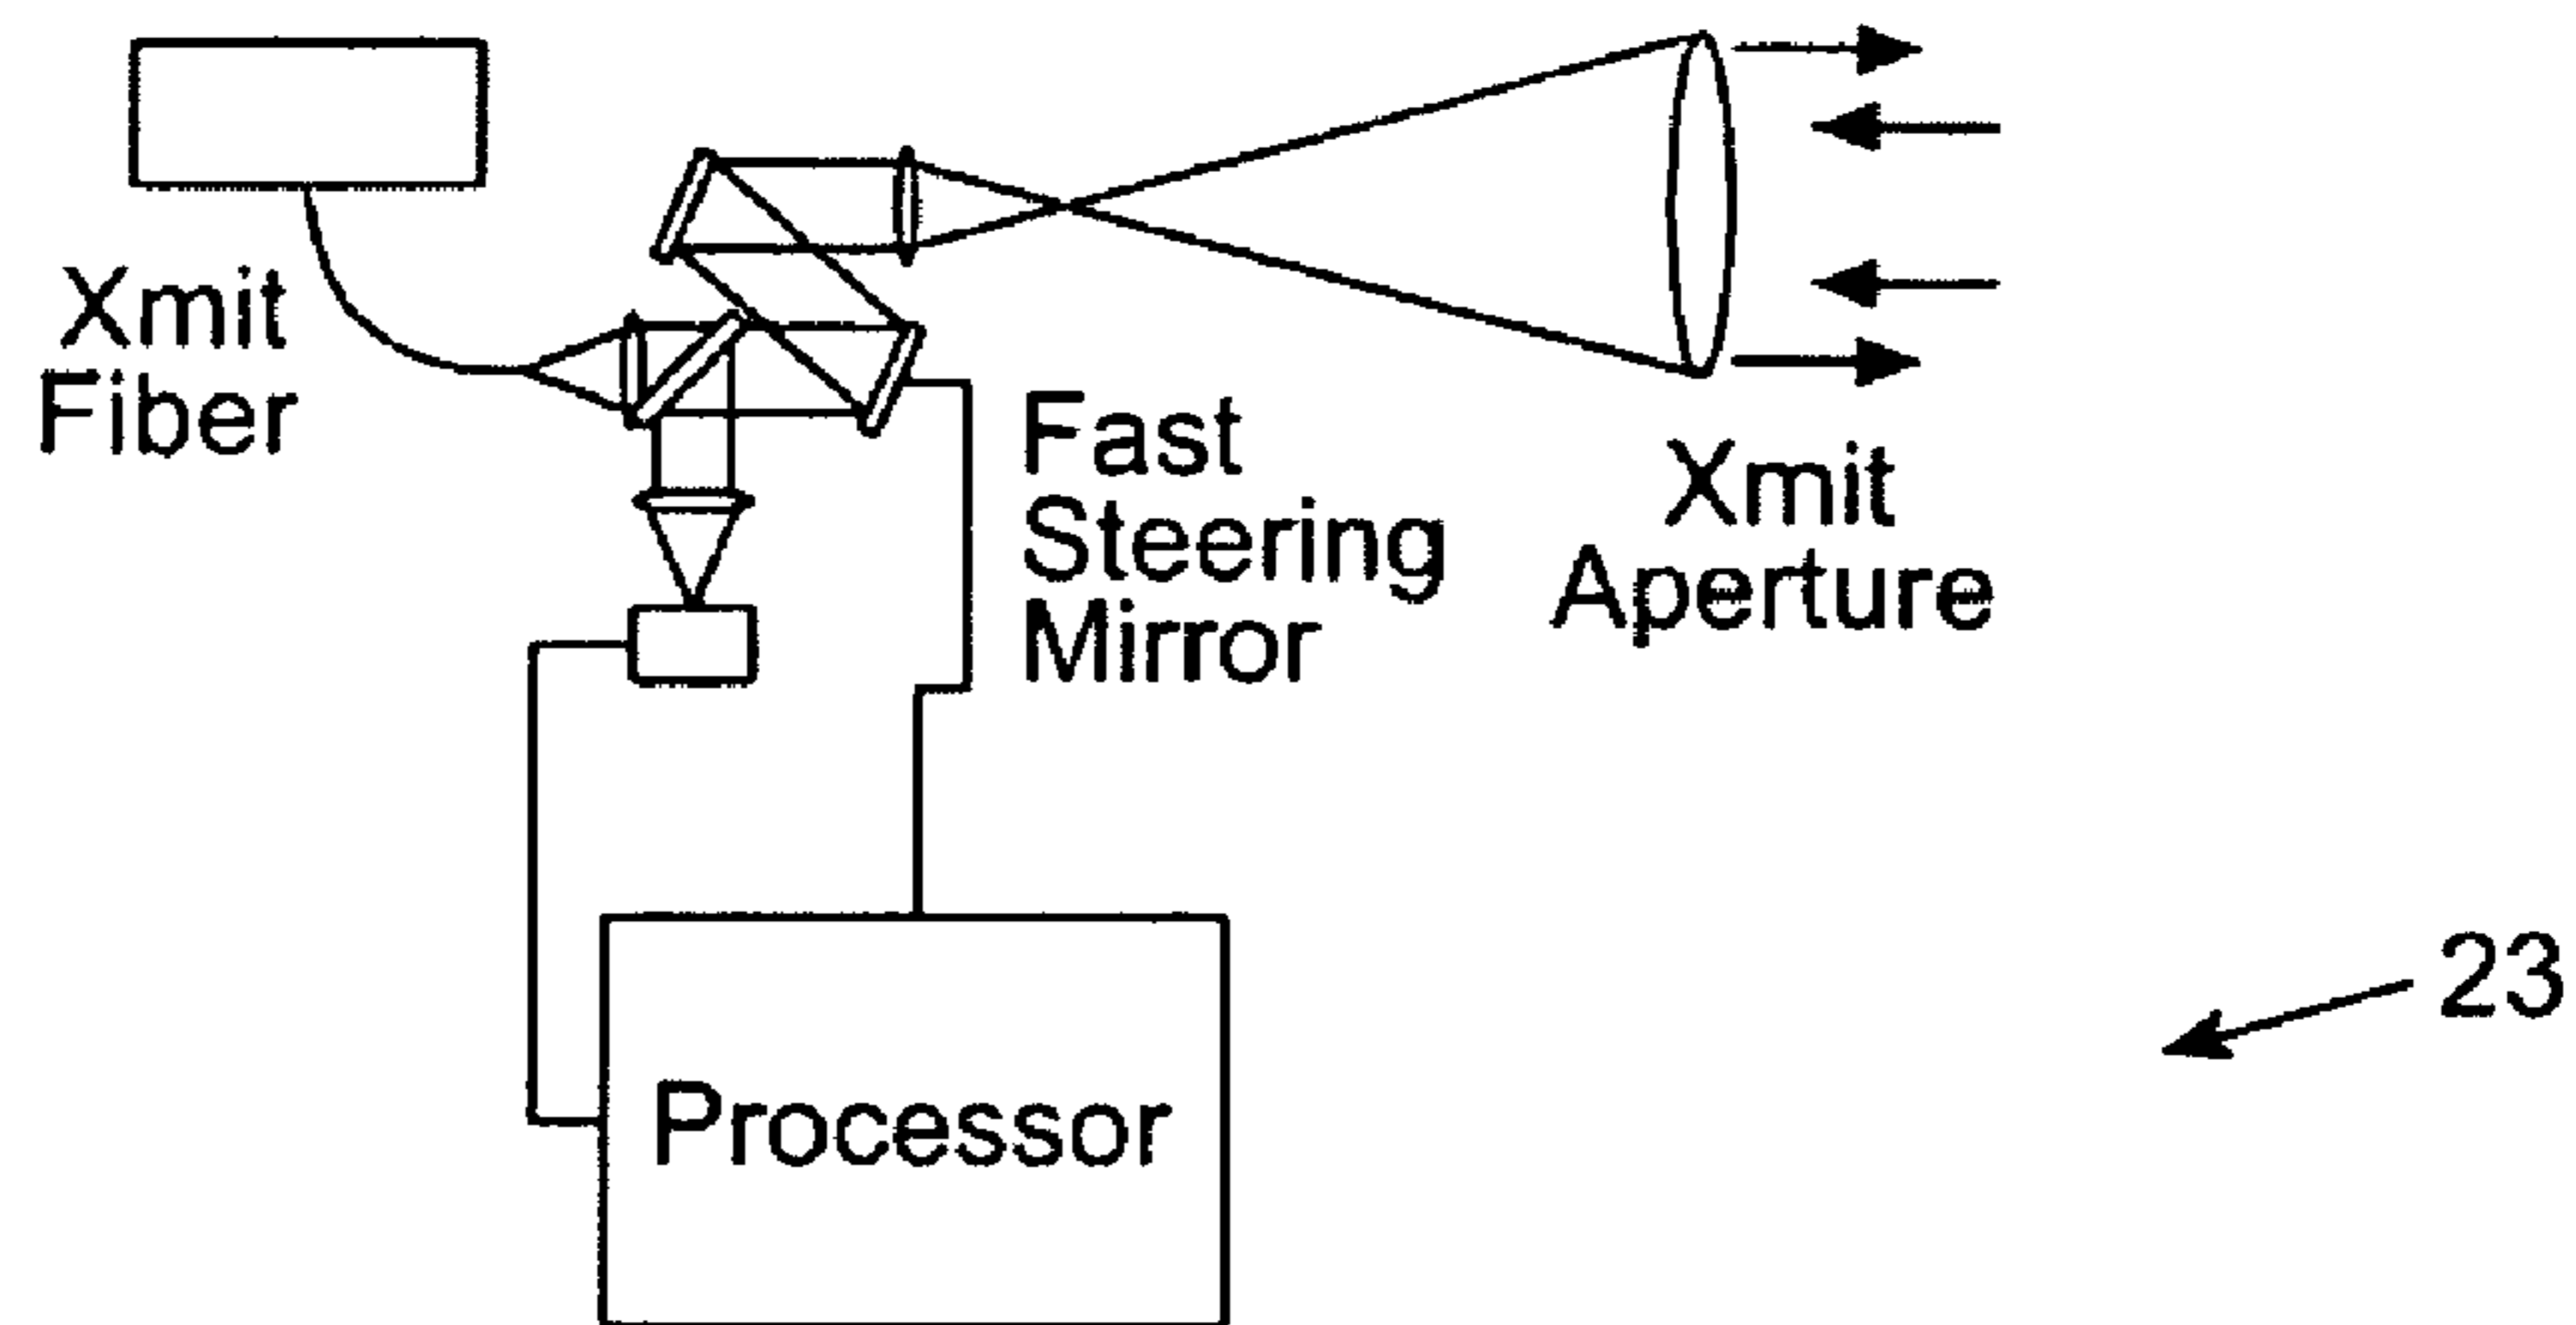 Xmit
Fiber
Fast
Steering
Mirror
Xmit
Aperture
Processor
23